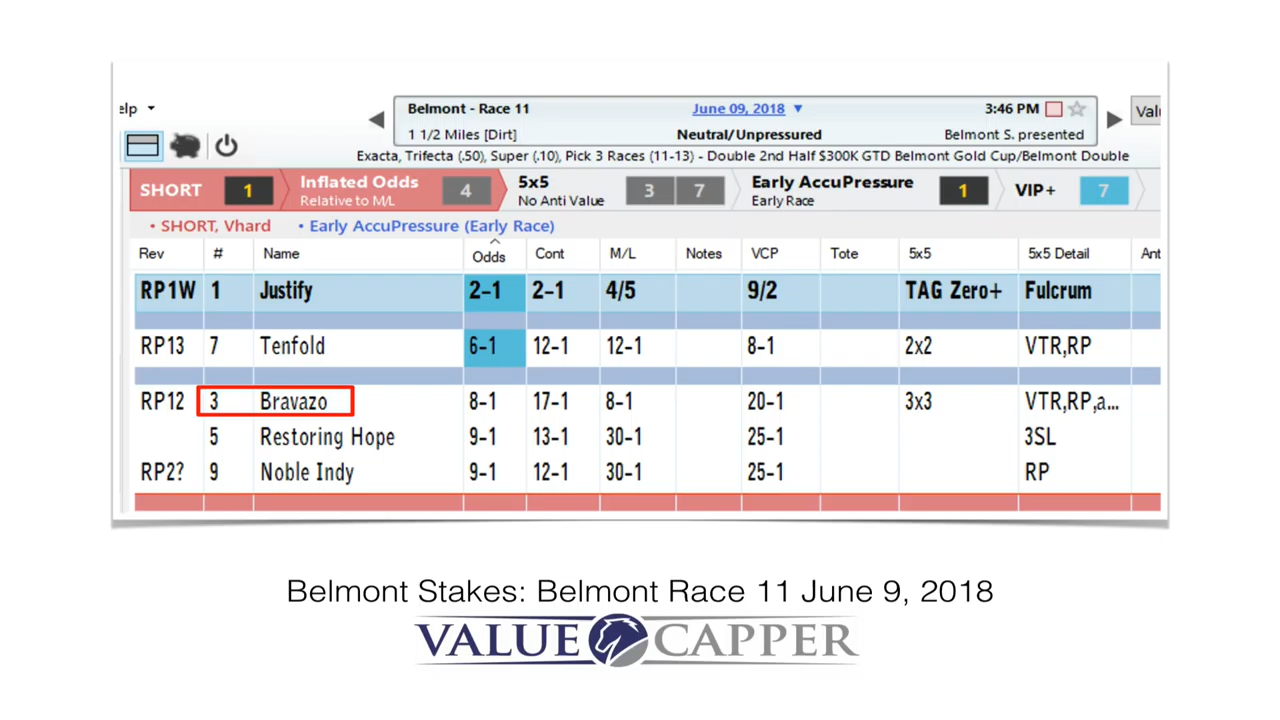 elp
Belmont - Race 11 June 09, 2018 ▼ 3:46 PM
1 1/2 Miles [Dirt] Neutral/Unpressured Belmont S. presented
Exacta, Trifecta (.50), Super (.10), Pick 3 Races (11-13) - Double 2nd Half $300K GTD Belmont Gold Cup/Belmont Double
SHORT 1 Inflated Odds 4 5x5 3 7 Early AccuPressure 1 VIP+ 7
Relative to M/L No Anti Value Early Race
• SHORT, Vhard • Early AccuPressure (Early Race)
Rev # Name Odds Cont M/L Notes VCP Tote 5x5 5x5 Detail Ant
RP1W 1 Justify 2-1 2-1 4/5 9/2 TAG Zero+ Fulcrum
RP13 7 Tenfold 6-1 12-1 12-1 8-1 2x2 VTR,RP
RP12 3 Bravazo 8-1 17-1 8-1 20-1 3x3 VTR,RP,a...
5 Restoring Hope 9-1 13-1 30-1 25-1 3SL
RP2? 9 Noble Indy 9-1 12-1 30-1 25-1 RP
Belmont Stakes: Belmont Race 11 June 9, 2018
VALUE CAPPER